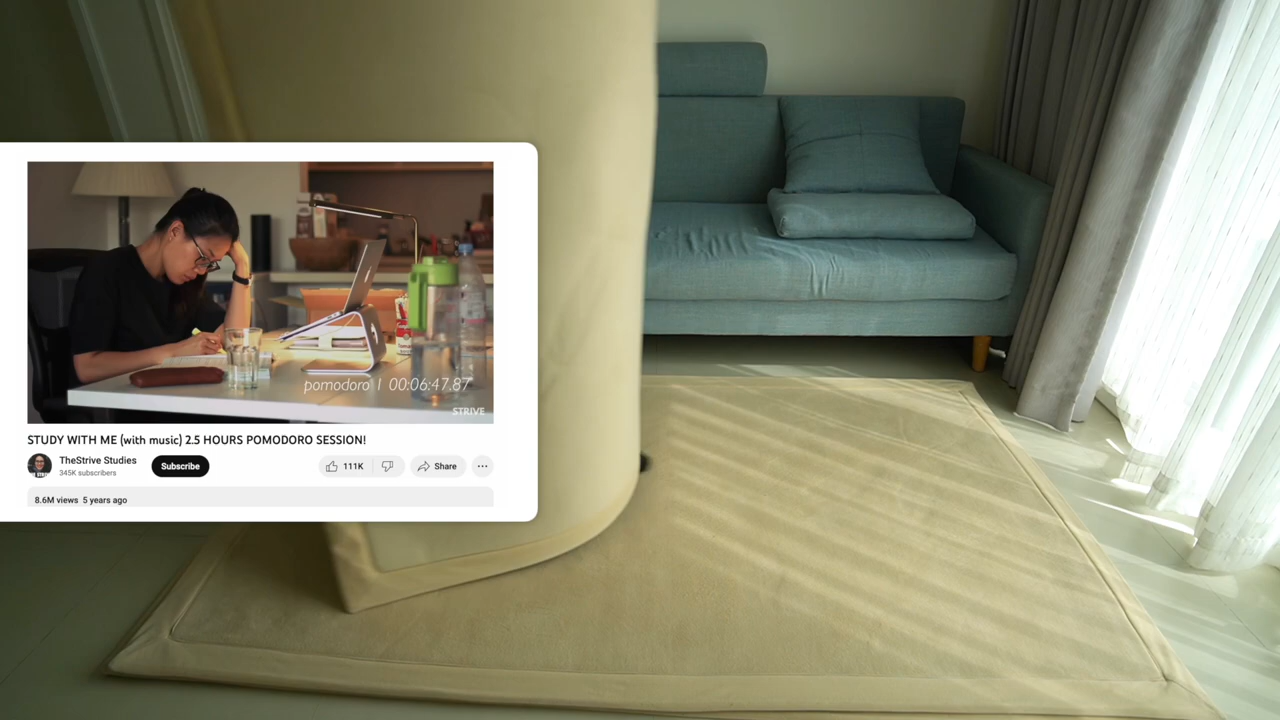 pomodoro | 00:06:47.87
STRIVE
STUDY WITH ME (with music) 2.5 HOURS POMODORO SESSION!
TheStrive Studies
345K subscribers
Subscribe
111K
Share
8.6M views 5 years ago